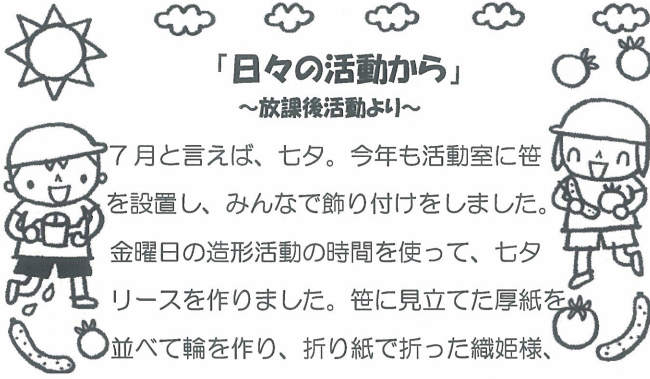 「日々の活動から」
～放課後活動より～
7月と言えば、七夕。今年も活動室に笹
を設置し、みんなで飾り付けをしました。
金曜日の造形活動の時間を使って、七夕
リースを作りました。笹に見立てた厚紙を
並べて輪を作り、折り紙で折った織姫様、